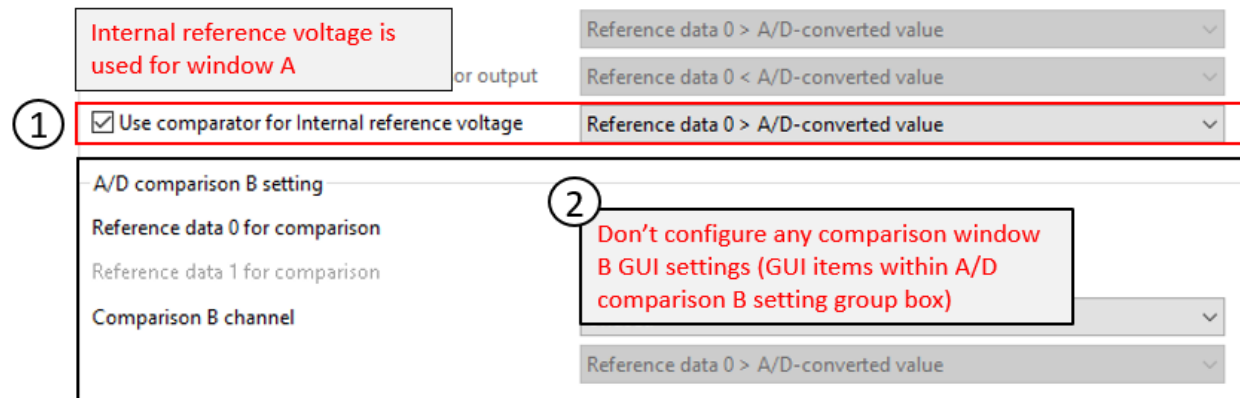 Internal reference voltage is
used for window A
Reference data 0 > A/D-converted value
or output
Reference data 0 < A/D-converted value
1
Use comparator for Internal reference voltage
Reference data 0 > A/D-converted value
A/D comparison B setting
2
Reference data 0 for comparison
Don't configure any comparison window
B GUI settings (GUI items within A/D
comparison B setting group box)
Reference data 1 for comparison
Comparison B channel
Reference data 0 > A/D-converted value